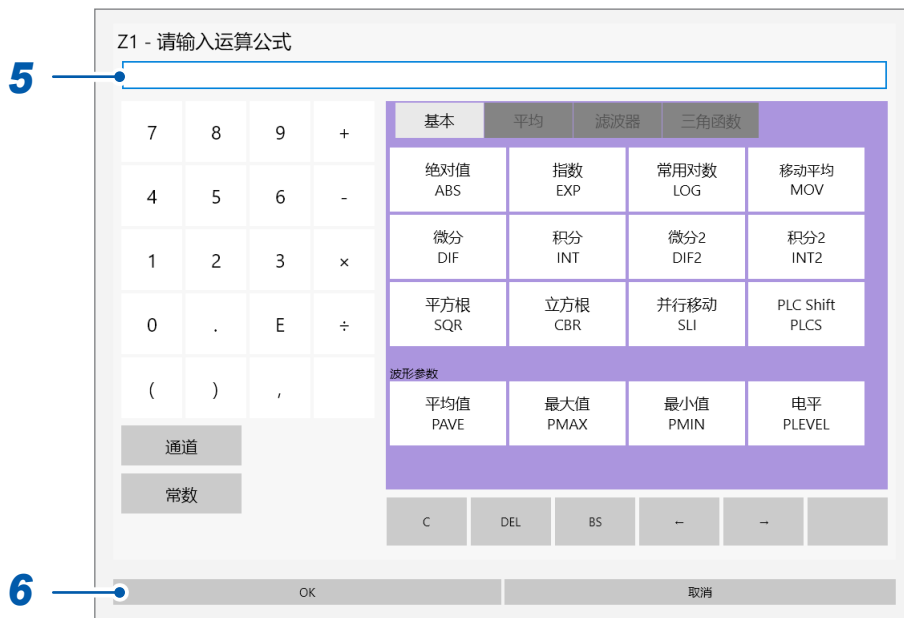 Z1 - 请输入运算公式
5
7 8 9 +
4 5 6 -
1 2 3 ×
0 . E ÷
( ) ,
通道
常数
基本 平均 滤波器 三角函数
绝对值 指数 常用对数 移动平均
ABS EXP LOG MOV
微分 积分 微分2 积分2
DIF INT DIF2 INT2
平方根 立方根 并行移动 PLC Shift
SQR CBR SLI PLCS
波形参数
平均值 最大值 最小值 电平
PAVE PMAX PMIN PLEVEL
C DEL BS ← →
6
OK 取消